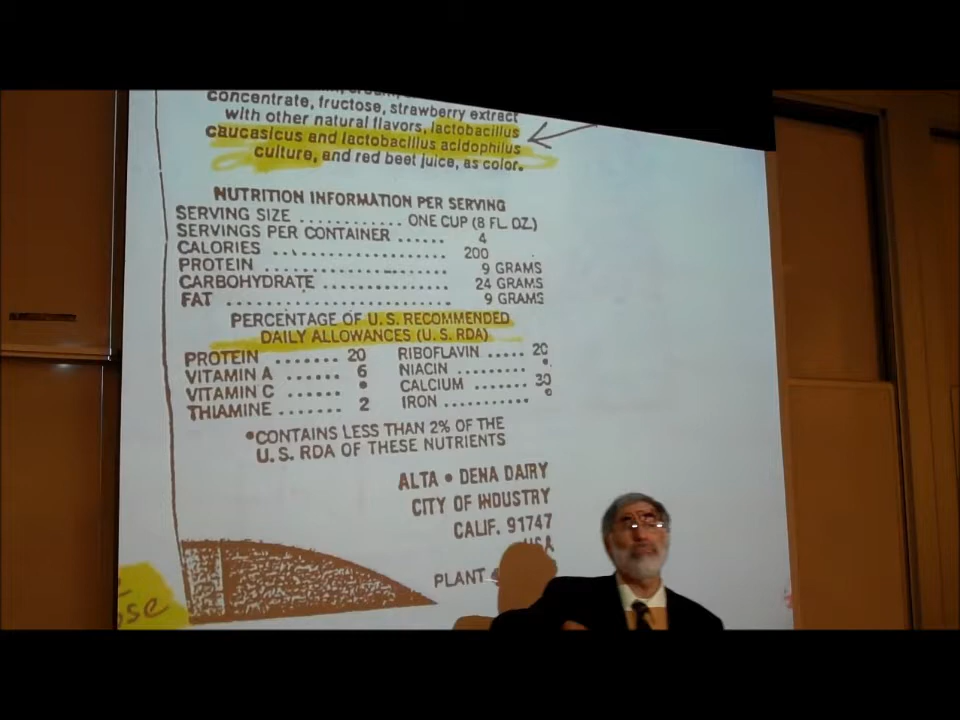 concentrate, fructose, strawberry extract
with other natural flavors, lactobacillus
caucasicus and lactobacillus acidophilus
culture, and red beet juice, as color.
NUTRITION INFORMATION PER SERVING
SERVING SIZE ............ ONE CUP (8 FL. OZ.)
SERVINGS PER CONTAINER ...... 4
CALORIES ...................... 200
PROTEIN ....................... 9 GRAMS
CARBOHYDRATE ................ 24 GRAMS
FAT ............................ 9 GRAMS
PERCENTAGE OF U.S. RECOMMENDED
DAILY ALLOWANCES (U.S. RDA)
PROTEIN ........ 20 RIBOFLAVIN ..... 20
VITAMIN A ...... 6 NIACIN ........... •
VITAMIN C ...... • CALCIUM ........ 30
THIAMINE ....... 2 IRON ............ •
•CONTAINS LESS THAN 2% OF THE
U.S. RDA OF THESE NUTRIENTS
ALTA • DENA DAIRY
CITY OF INDUSTRY
CALIF. 91747
USA
PLANT